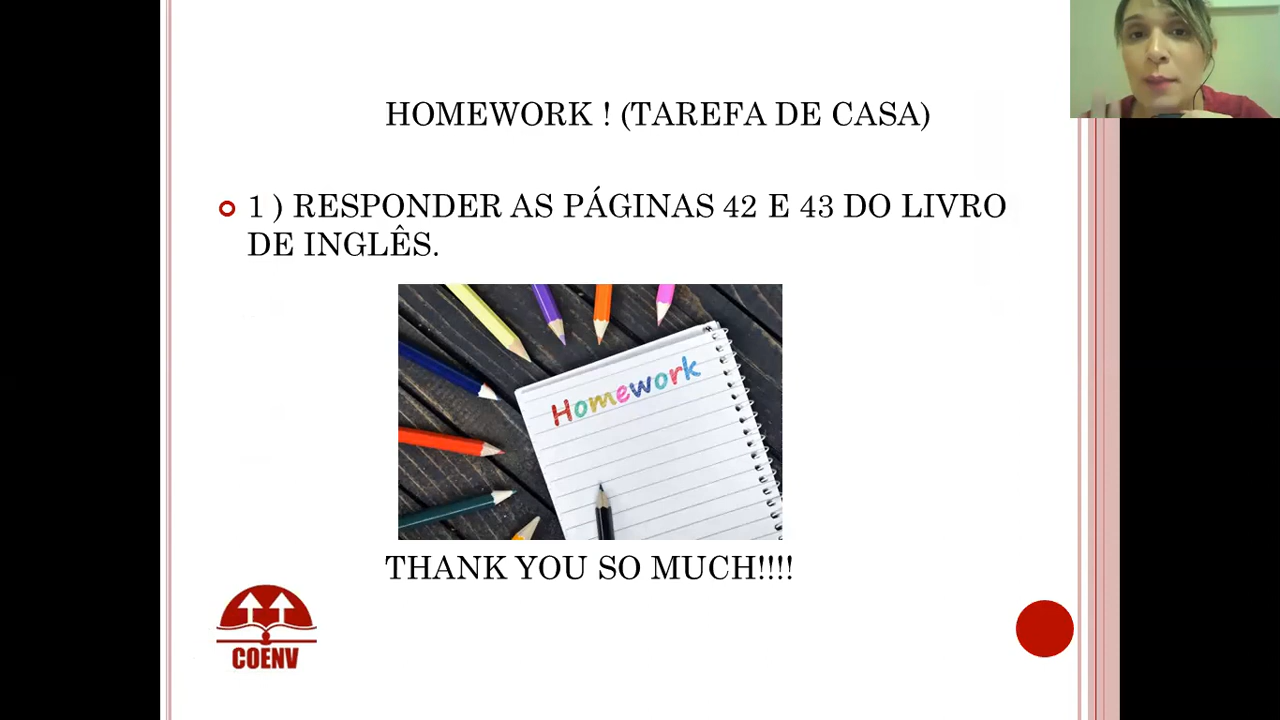 HOMEWORK ! (TAREFA DE CASA)
1 ) RESPONDER AS PÁGINAS 42 E 43 DO LIVRO
DE INGLÊS.
Homework
THANK YOU SO MUCH!!!!
COENV